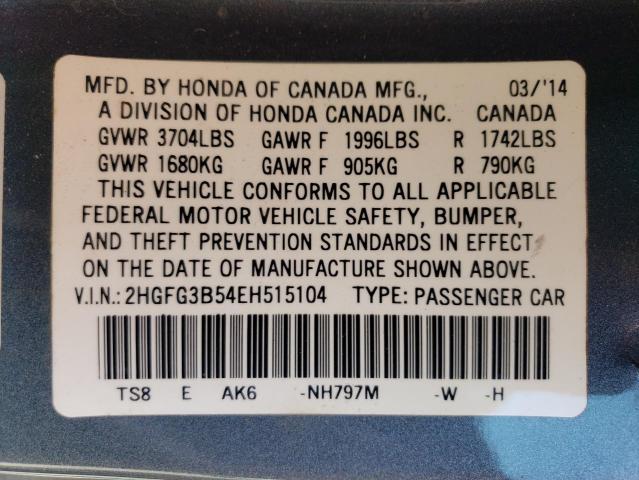 MFD. BY HONDA OF CANADA MFG., 03/'14
A DIVISION OF HONDA CANADA INC. CANADA
GVWR 3704LBS GAWR F 1996LBS R 1742LBS
GVWR 1680KG GAWR F 905KG R 790KG
THIS VEHICLE CONFORMS TO ALL APPLICABLE
FEDERAL MOTOR VEHICLE SAFETY, BUMPER,
AND THEFT PREVENTION STANDARDS IN EFFECT
ON THE DATE OF MANUFACTURE SHOWN ABOVE.
V.I.N.: 2HGFG3B54EH515104 TYPE: PASSENGER CAR
TS8 E AK6 -NH797M -W -H